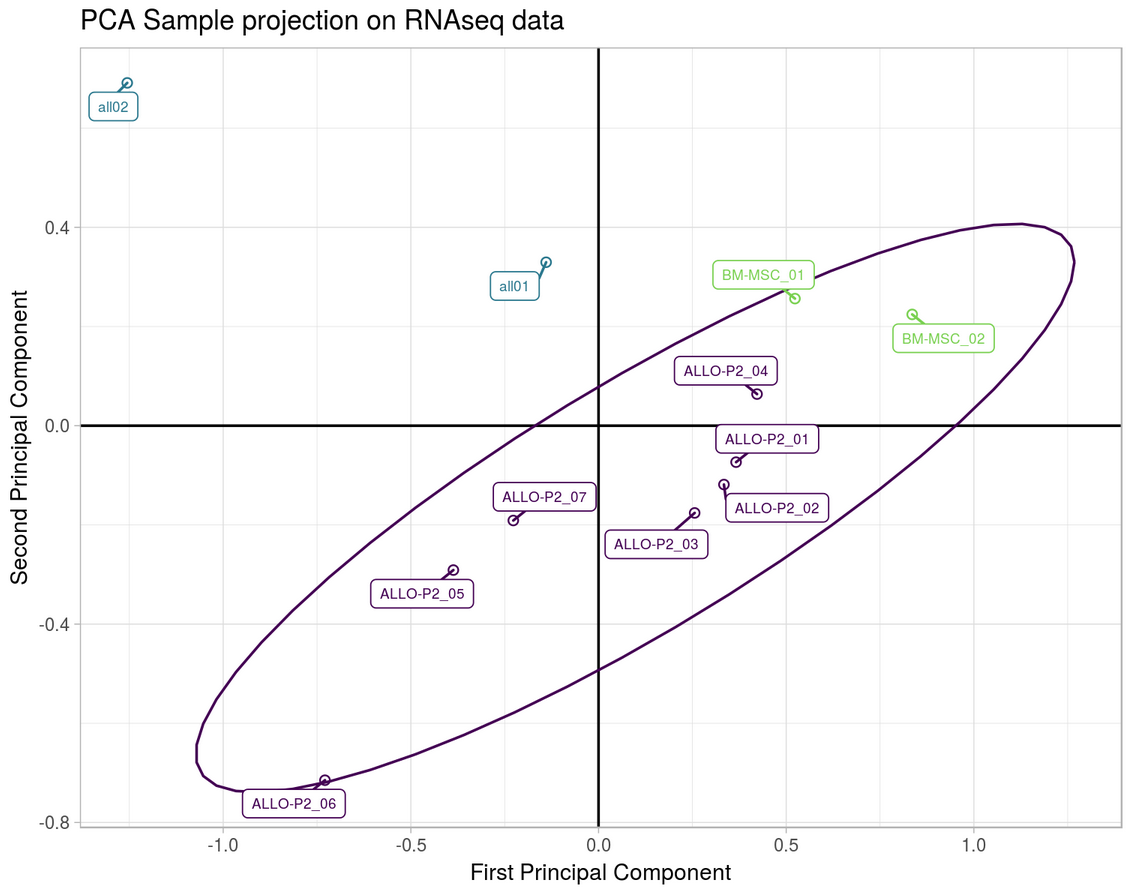 PCA Sample projection on RNAseq data
all02
0.4
BM-MSC_01
all01
BM-MSC_02
ALLO-P2_04
0.0
ALLO-P2_01
ALLO-P2_07
ALLO-P2_02
ALLO-P2_03
ALLO-P2_05
-0.4
ALLO-P2_06
-0.8
-1.0
-0.5
0.0
0.5
1.0
First Principal Component
Second Principal Component